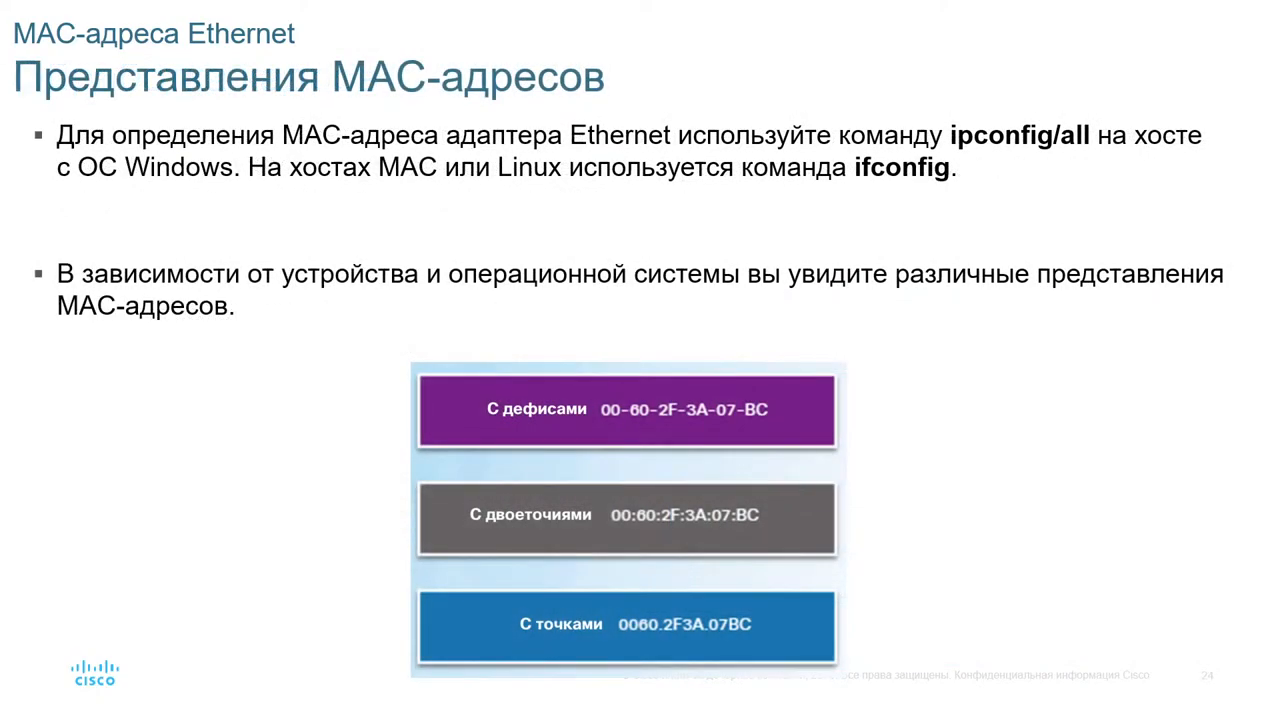 MAC-адреса Ethernet
Представления MAC-адресов
▪ Для определения MAC-адреса адаптера Ethernet используйте команду ipconfig/all на хосте
с ОС Windows. На хостах MAC или Linux используется команда ifconfig.
▪ В зависимости от устройства и операционной системы вы увидите различные представления
MAC-адресов.
С дефисами 00-60-2F-3A-07-BC
С двоеточиями 00:60:2F:3A:07:BC
С точками 0060.2F3A.07BC
CISCO
права защищены. Конфиденциальная информация Cisco
24